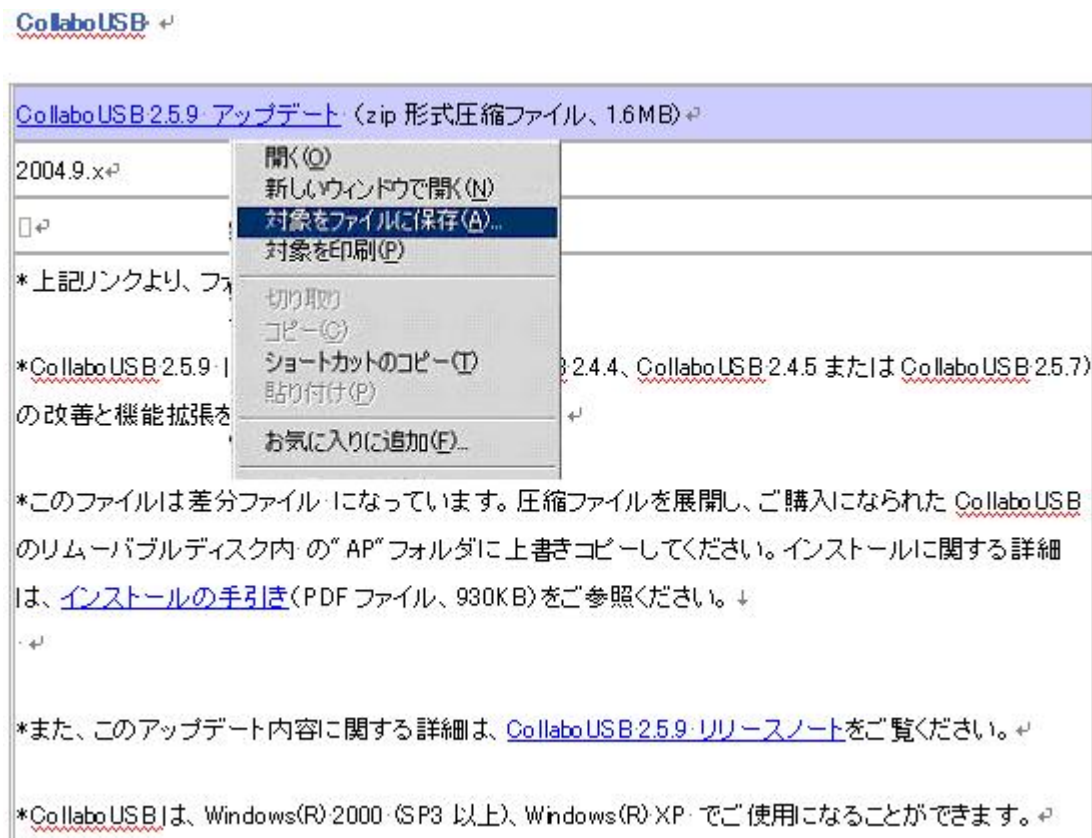 CollaboUSB
CollaboUSB 2.5.9 アップデート (zip 形式圧縮ファイル、1.6MB)
2004.9.x
開く(O)
新しいウィンドウで開く(N)
対象をファイルに保存(A)...
対象を印刷(P)
切り取り
コピー(C)
ショートカットのコピー(T)
貼り付け(P)
お気に入りに追加(F)...
*上記リンクより、ファ
*CollaboUSB 2.5.9 2.4.4、CollaboUSB 2.4.5 または CollaboUSB 2.5.7)
の改善と機能拡張を
*このファイルは差分ファイル になっています。圧縮ファイルを展開し、ご購入になられた CollaboUSB
のリムーバブルディスク内 の"AP"フォルダに上書きコピーしてください。インストールに関する詳細
は、インストールの手引き(PDF ファイル、930KB)をご参照ください。
*また、このアップデート内容に関する詳細は、CollaboUSB 2.5.9 リリースノートをご覧ください。
*CollaboUSBは、Windows(R) 2000 (SP3 以上)、Windows(R) XP でご使用になることができます。